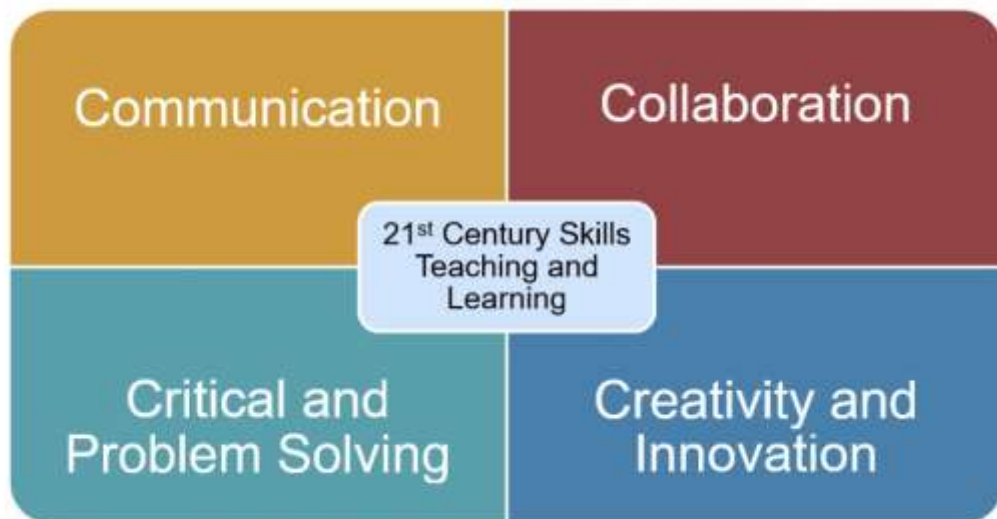 Communication
Collaboration
21st Century Skills
Teaching and
Learning
Critical and
Problem Solving
Creativity and
Innovation